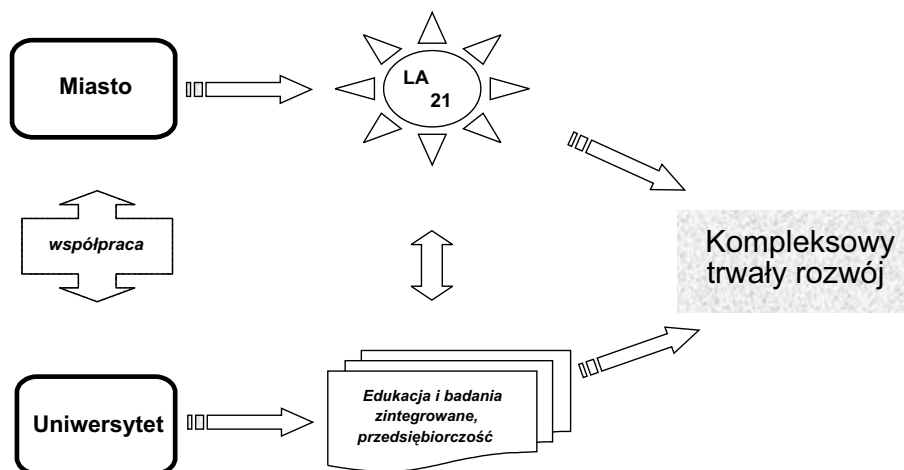 Miasto
LA
21
współpraca
Kompleksowy
trwały rozwój
Uniwersytet
Edukacja i badania
zintegrowane,
przedsiębiorczość